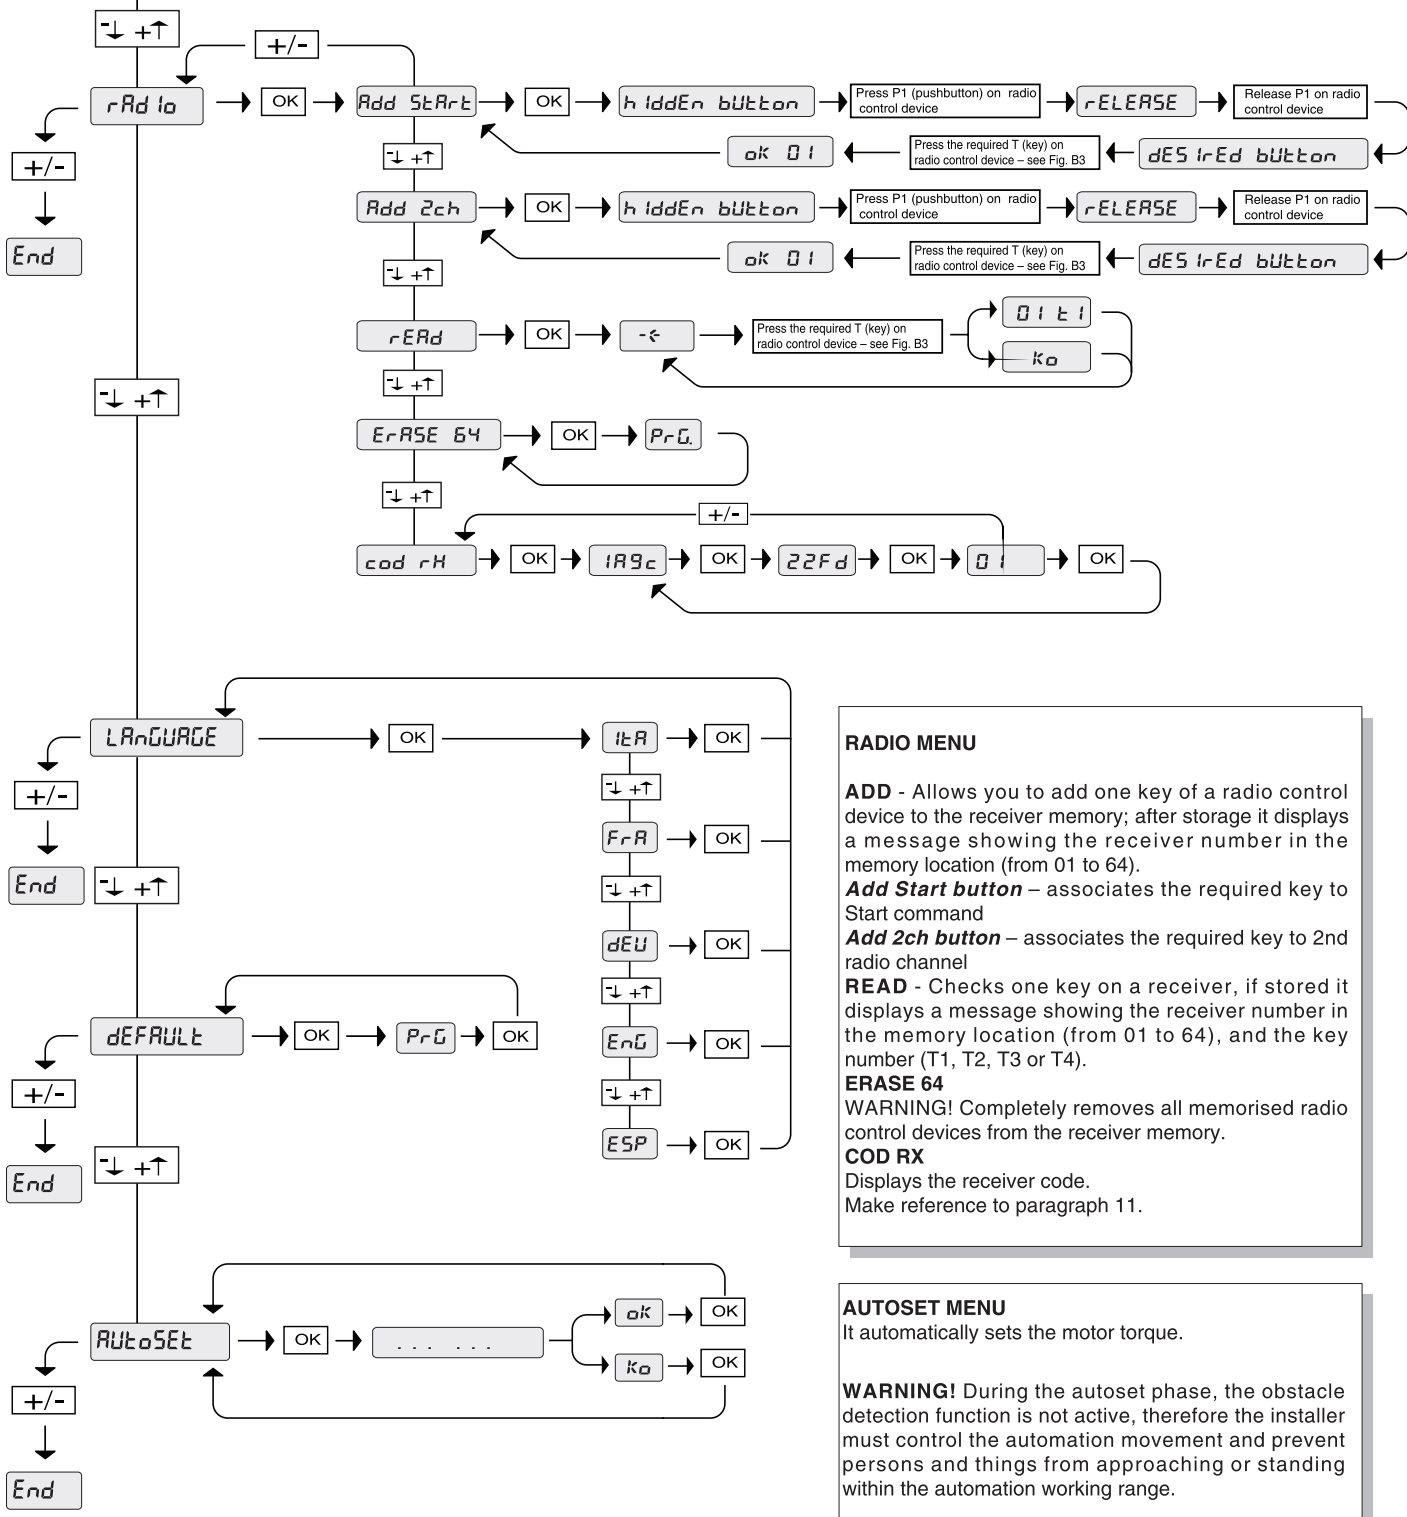 -↓ +↑
+/-
rAdIo
OK
Add StArt
OK
hIddEn bUtton
Press P1 (pushbutton) on radio
control device
rELEASE
Release P1 on radio
control device
+/-
-↓ +↑
ok 01
Press the required T (key) on
radio control device – see Fig. B3
dESIrEd bUtton
End
Add 2ch
OK
hIddEn bUtton
Press P1 (pushbutton) on radio
control device
rELEASE
Release P1 on radio
control device
-↓ +↑
ok 01
Press the required T (key) on
radio control device – see Fig. B3
dESIrEd bUtton
rEAd
OK
-<-
Press the required T (key) on
radio control device – see Fig. B3
01 t1
Ko
-↓ +↑
-↓ +↑
ErASE 64
OK
PrG.
-↓ +↑
+/-
cod rH
OK
1A9c
OK
22Fd
OK
01
OK
LAnGUAGE
OK
ItA
OK
+/-
-↓ +↑
FrA
OK
End
-↓ +↑
-↓ +↑
dEU
OK
-↓ +↑
dEFAULt
OK
PrG
OK
EnG
OK
+/-
-↓ +↑
ESP
OK
End
-↓ +↑
AUtoSEt
OK
... ...
ok
OK
Ko
OK
+/-
End
RADIO MENU
ADD - Allows you to add one key of a radio control
device to the receiver memory; after storage it displays
a message showing the receiver number in the
memory location (from 01 to 64).
Add Start button – associates the required key to
Start command
Add 2ch button – associates the required key to 2nd
radio channel
READ - Checks one key on a receiver, if stored it
displays a message showing the receiver number in
the memory location (from 01 to 64), and the key
number (T1, T2, T3 or T4).
ERASE 64
WARNING! Completely removes all memorised radio
control devices from the receiver memory.
COD RX
Displays the receiver code.
Make reference to paragraph 11.
AUTOSET MENU
It automatically sets the motor torque.
WARNING! During the autoset phase, the obstacle
detection function is not active, therefore the installer
must control the automation movement and prevent
persons and things from approaching or standing
within the automation working range.